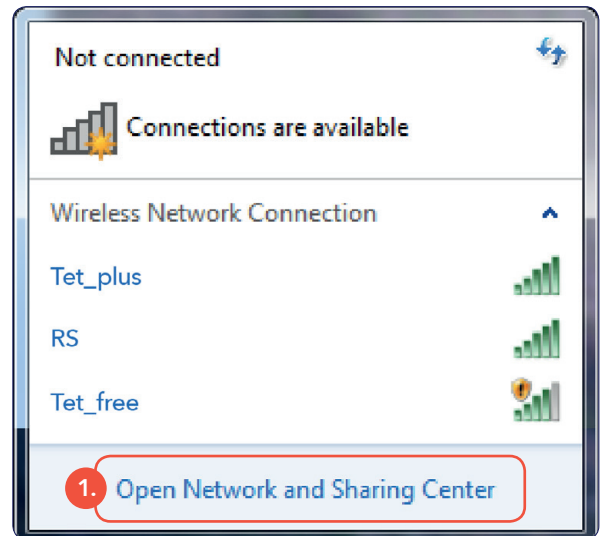 Not connected
Connections are available
Wireless Network Connection
Tet_plus
RS
Tet_free
1. Open Network and Sharing Center